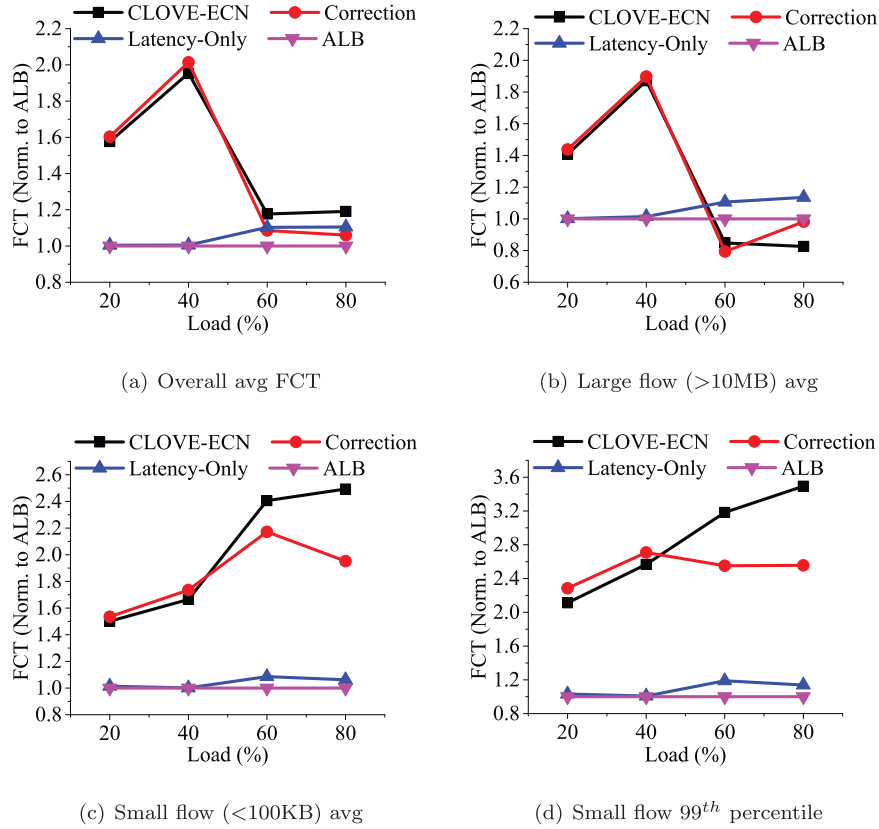 CLOVE-ECN Correction
Latency-Only ALB
2.0
1.8
1.6
1.4
1.2
1.0
0.8
FCT (Norm. to ALB)
20 40 60 80
Load (%)
(a) Overall avg FCT
CLOVE-ECN Correction
Latency-Only ALB
2.0
1.8
1.6
1.4
1.2
1.0
0.8
0.6
FCT (Norm. to ALB)
20 40 60 80
Load (%)
(b) Large flow (>10MB) avg
CLOVE-ECN Correction
Latency-Only ALB
2.6
2.4
2.2
2.0
1.8
1.6
1.4
1.2
1.0
0.8
FCT (Norm. to ALB)
20 40 60 80
Load (%)
(c) Small flow (<100KB) avg
CLOVE-ECN Correction
Latency-Only ALB
3.6
3.2
2.8
2.4
2.0
1.6
1.2
0.8
FCT (Norm. to ALB)
20 40 60 80
Load (%)
(d) Small flow 99th percentile